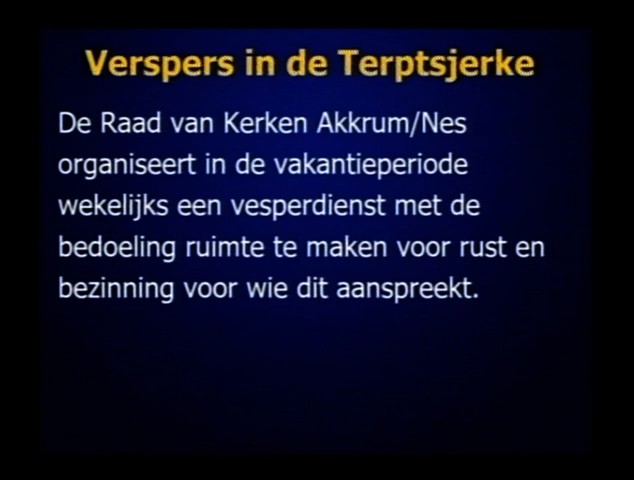 Verspers in de Terptsjerke
De Raad van Kerken Akkrum/Nes
organiseert in de vakantieperiode
wekelijks een vesperdienst met de
bedoeling ruimte te maken voor rust en
bezinning voor wie dit aanspreekt.